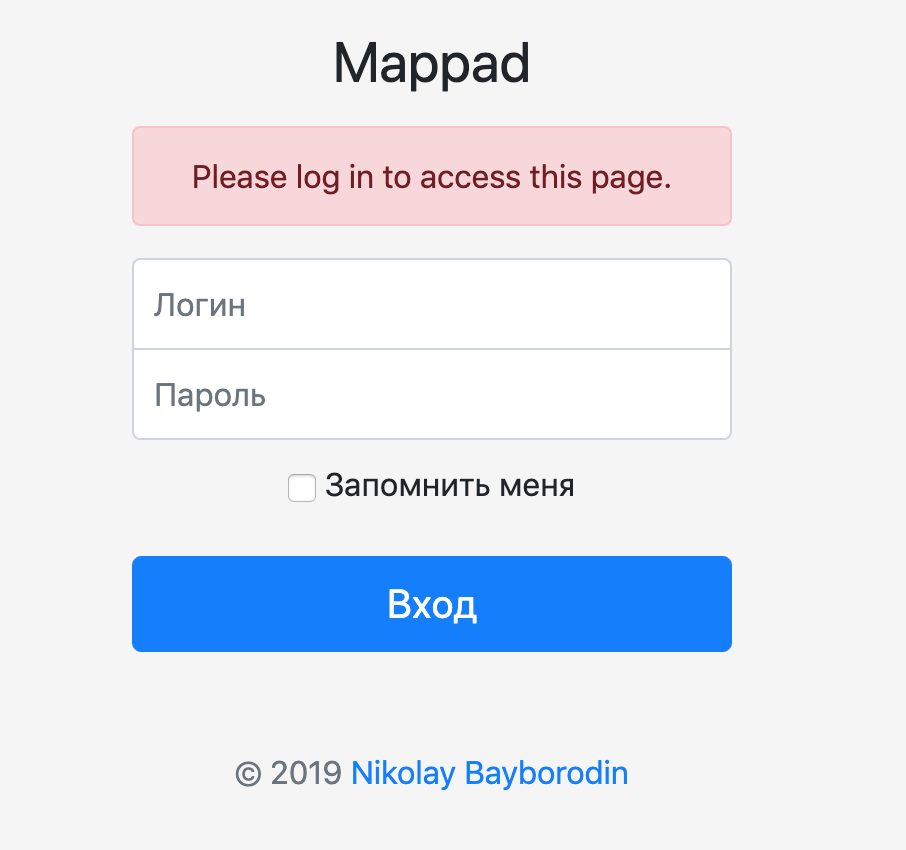 Mappad
Please log in to access this page.
Логин
Пароль
Запомнить меня
Вход
© 2019 Nikolay Bayborodin